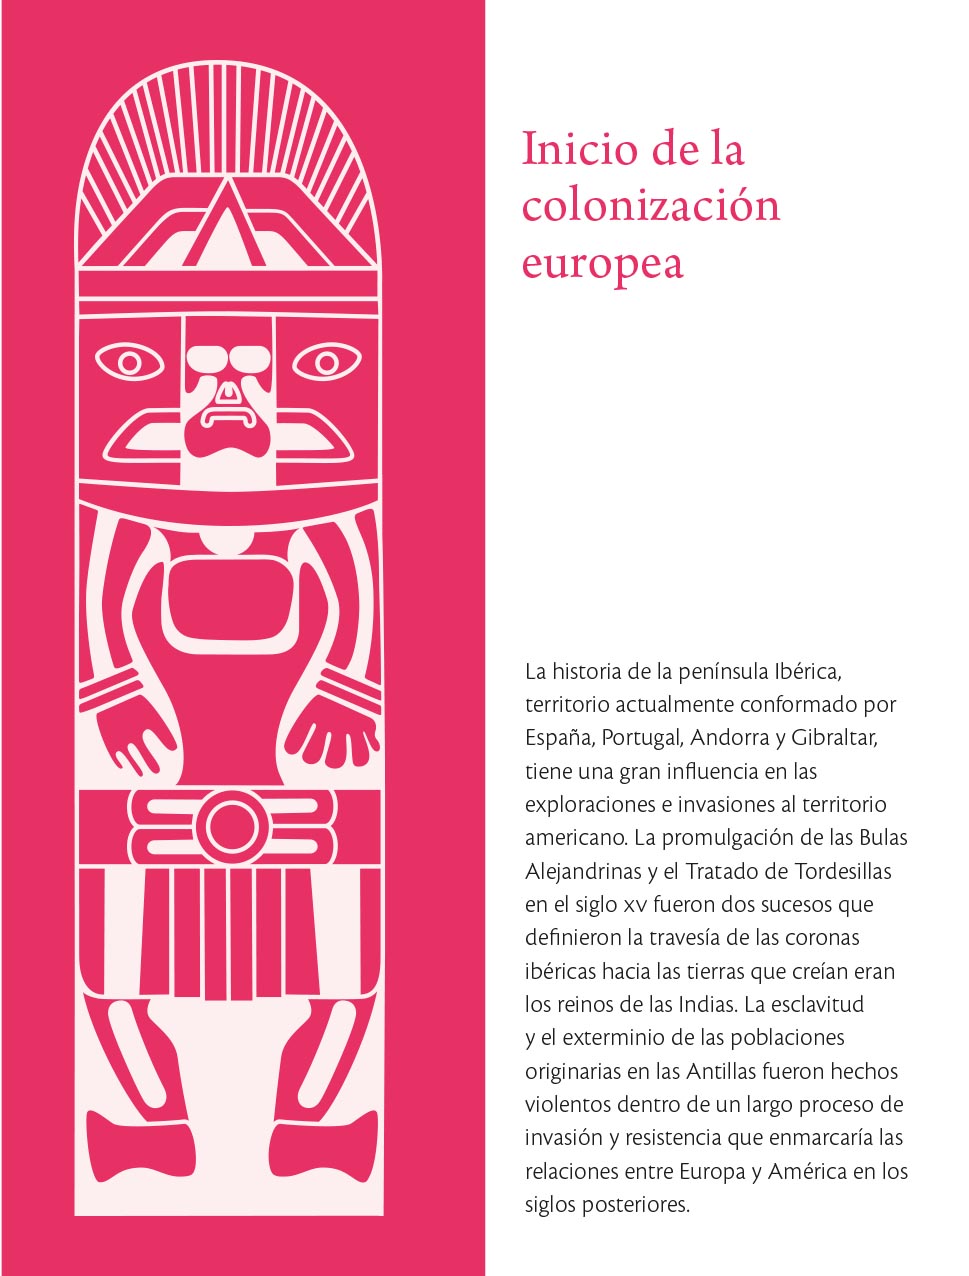 Inicio de la
colonización
europea
La historia de la península Ibérica,
territorio actualmente conformado por
España, Portugal, Andorra y Gibraltar,
tiene una gran influencia en las
exploraciones e invasiones al territorio
americano. La promulgación de las Bulas
Alejandrinas y el Tratado de Tordesillas
en el siglo xv fueron dos sucesos que
definieron la travesía de las coronas
ibéricas hacia las tierras que creían eran
los reinos de las Indias. La esclavitud
y el exterminio de las poblaciones
originarias en las Antillas fueron hechos
violentos dentro de un largo proceso de
invasión y resistencia que enmarcaría las
relaciones entre Europa y América en los
siglos posteriores.